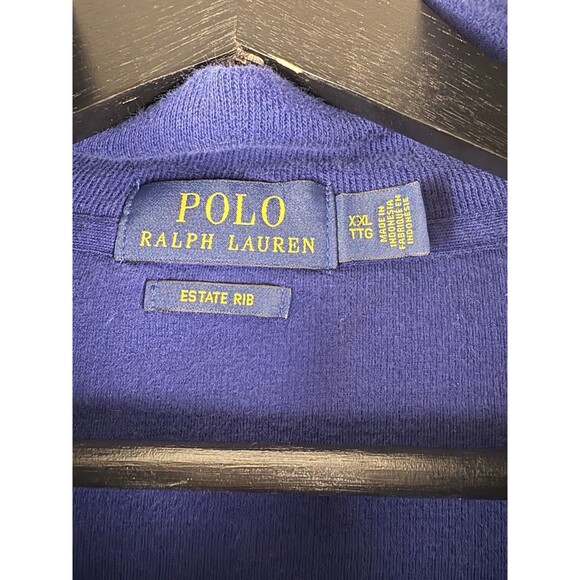 POLO
RALPH LAUREN
XXL
TTG
MADE IN
INDONESIA
FABRIQUÉ EN
INDONÉSIE
ESTATE RIB